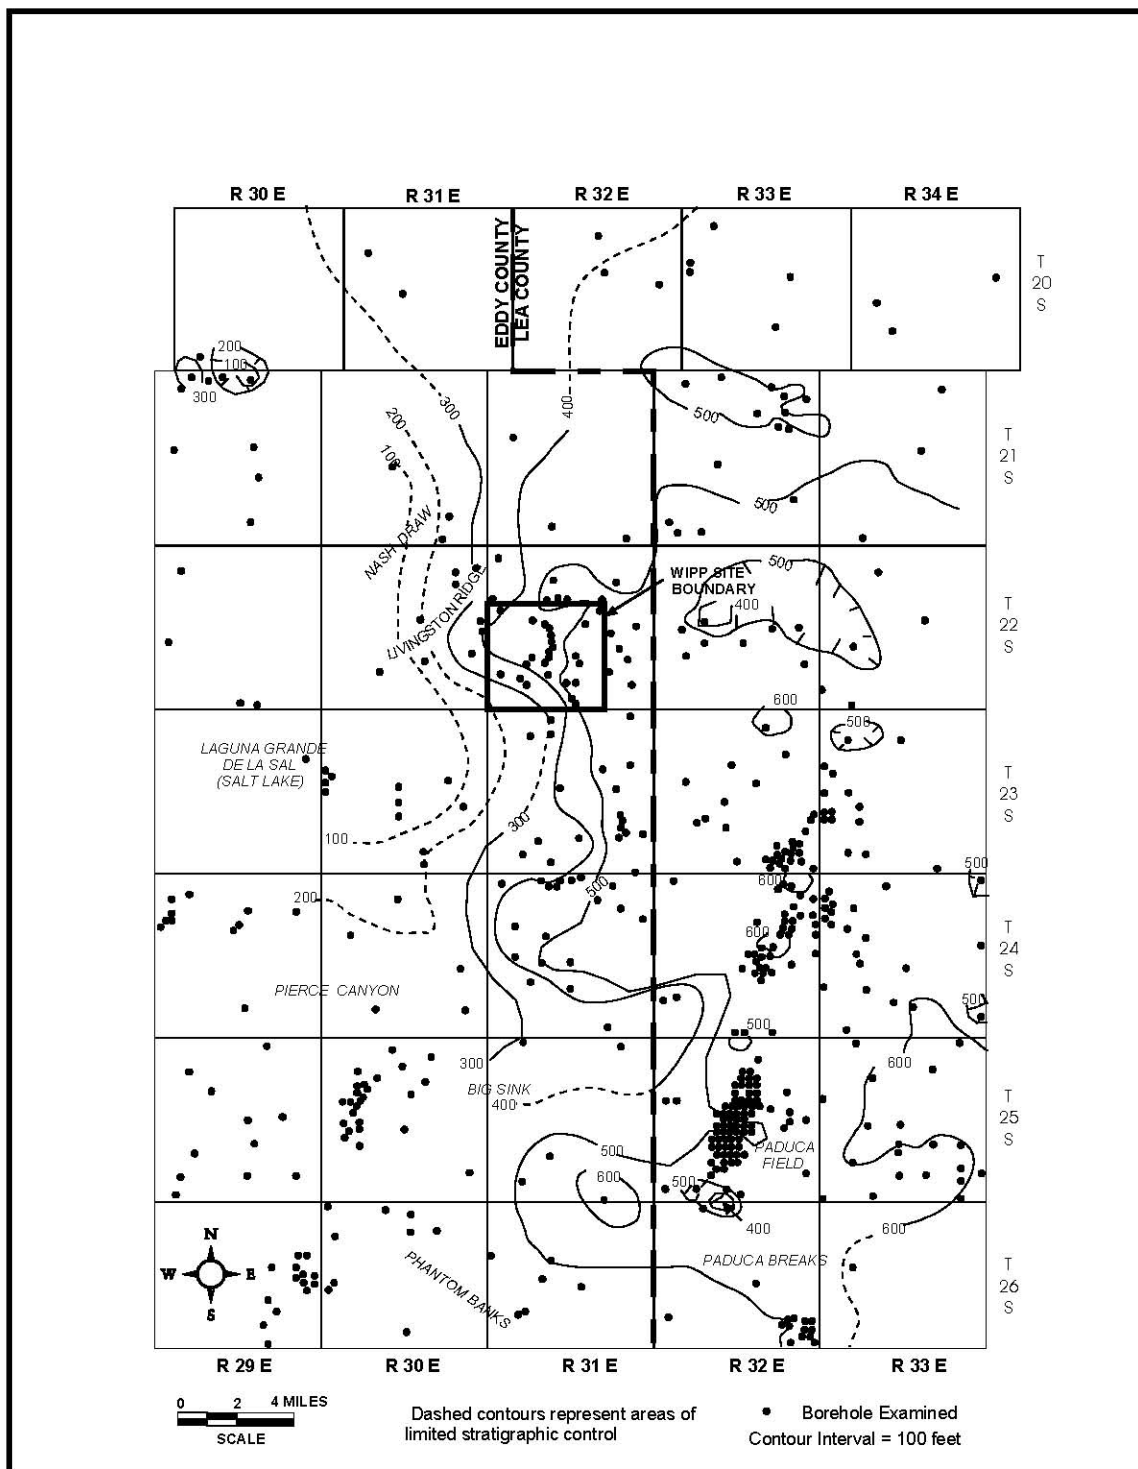 R 30 E R 31 E R 32 E R 33 E R 34 E
EDDY COUNTY
LEA COUNTY
T
20
S
200
100
300
300
400
200
100
500
500
T
21
S
NASH DRAW
LIVINGSTON RIDGE
WIPP SITE
BOUNDARY
500
400
T
22
S
600
500
LAGUNA GRANDE
DE LA SAL
(SALT LAKE)
T
23
S
300
100
500
600
500
200
600
T
24
S
PIERCE CANYON
500
500
300
600
BIG SINK
400
T
25
S
500
PADUCA
FIELD
600
500
400
600
N
W E
S
PHANTOM BANKS
PADUCA BREAKS
T
26
S
R 29 E R 30 E R 31 E R 32 E R 33 E
0 2 4 MILES
SCALE
Dashed contours represent areas of
limited stratigraphic control
Borehole Examined
Contour Interval = 100 feet